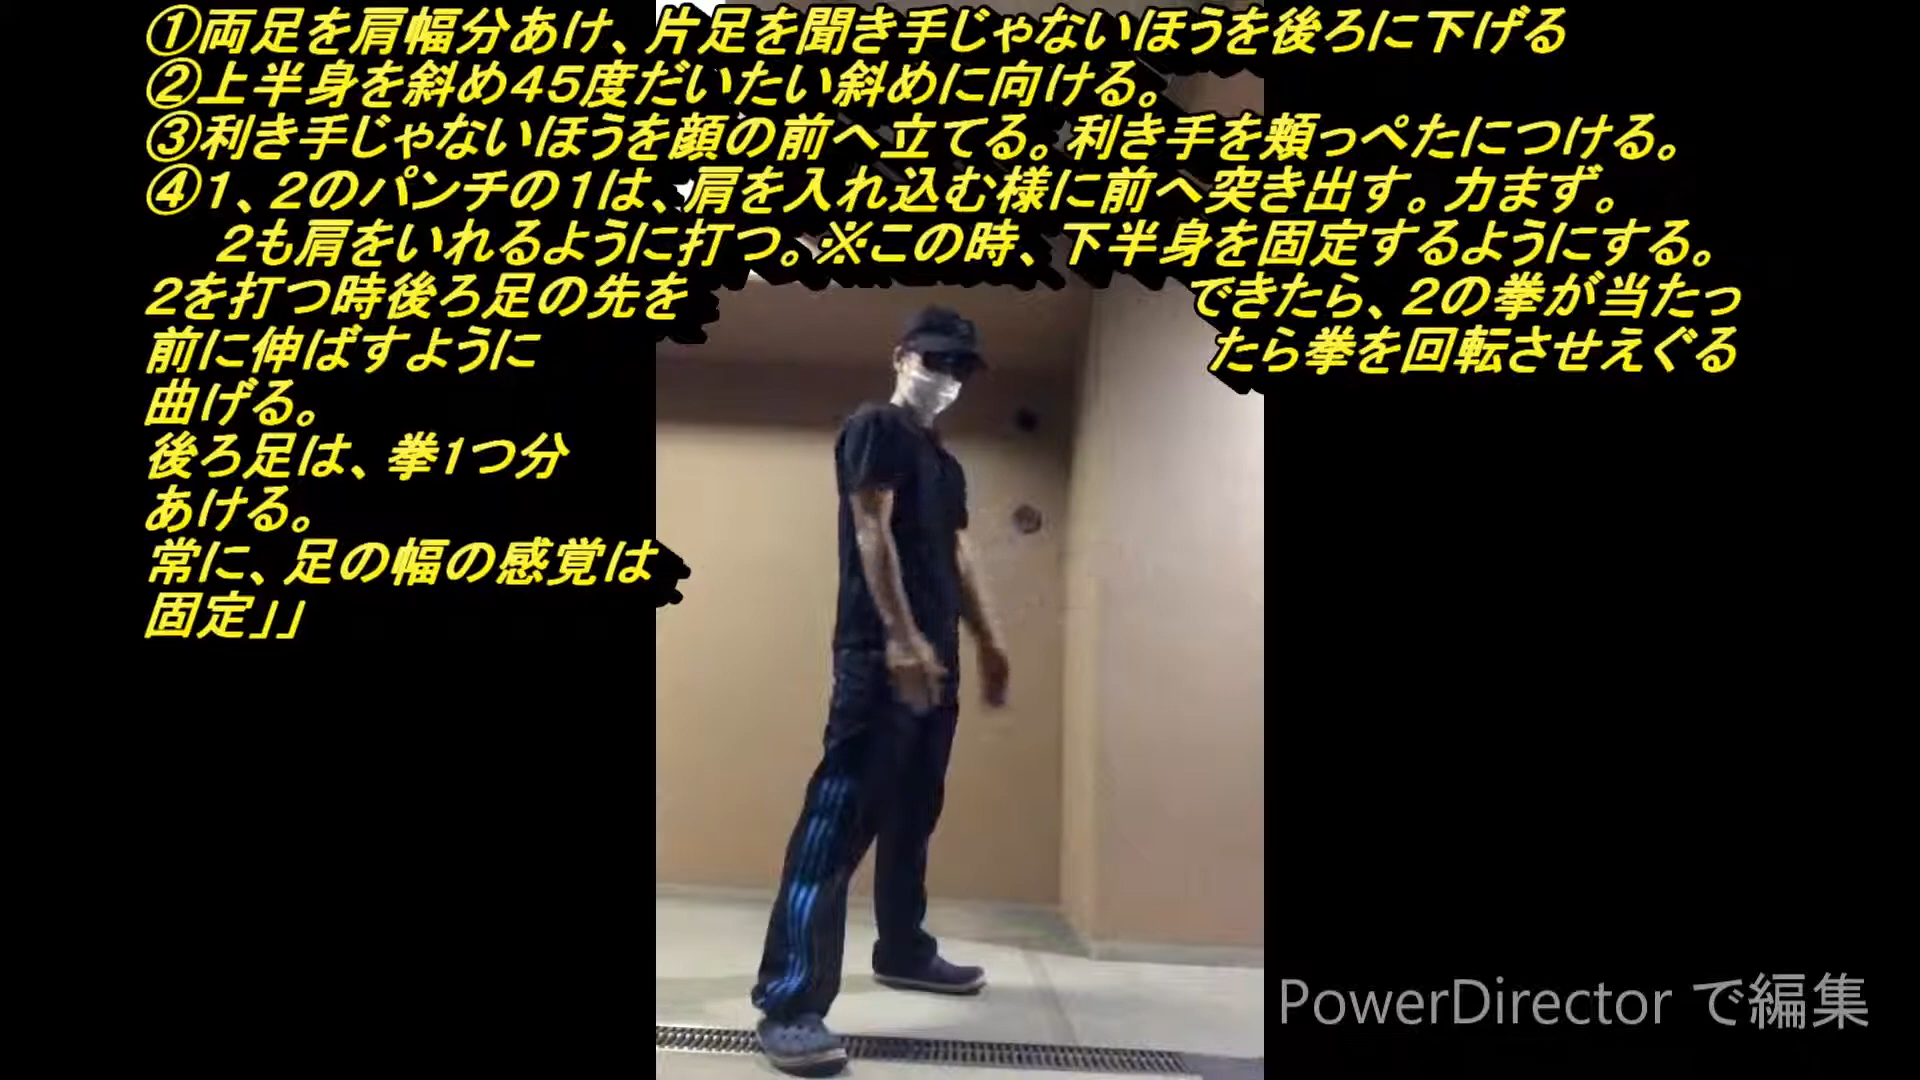 ①両足を肩幅分あけ、片足を聞き手じゃないほうを後ろに下げる
②上半身を斜め４５度だいたい斜めに向ける。
③利き手じゃないほうを顔の前へ立てる。利き手を頬っぺたにつける。
④１、２のパンチの１は、肩を入れ込む様に前へ突き出す。力まず。
２も肩をいれるように打つ。※この時、下半身を固定するようにする。
２を打つ時後ろ足の先を
前に伸ばすように
曲げる。
後ろ足は、拳1つ分
あける。
常に、足の幅の感覚は
固定」」
できたら、２の拳が当たっ
たら拳を回転させえぐる
PowerDirector で編集